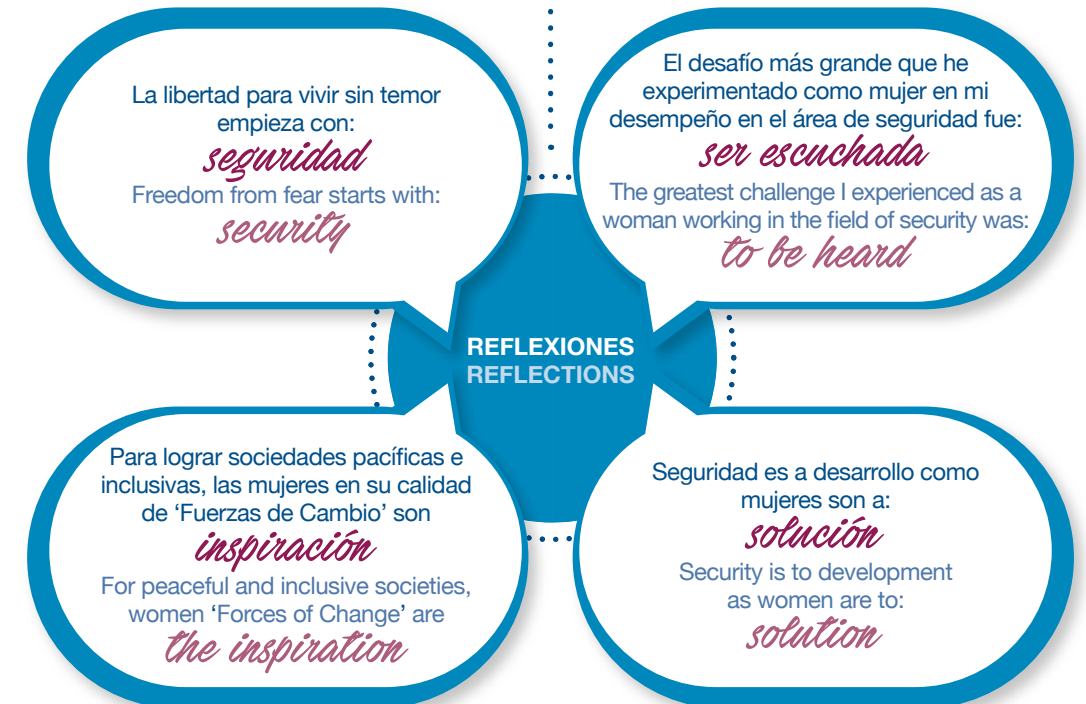 La libertad para vivir sin temor
empieza con:
seguridad
Freedom from fear starts with:
security
El desafío más grande que he
experimentado como mujer en mi
desempeño en el área de seguridad fue:
ser escuchada
The greatest challenge I experienced as a
woman working in the field of security was:
to be heard
REFLEXIONES
REFLECTIONS
Para lograr sociedades pacíficas e
inclusivas, las mujeres en su calidad
de ‘Fuerzas de Cambio’ son
inspiración
For peaceful and inclusive societies,
women ‘Forces of Change’ are
the inspiration
Seguridad es a desarrollo como
mujeres son a:
solución
Security is to development
as women are to:
solution